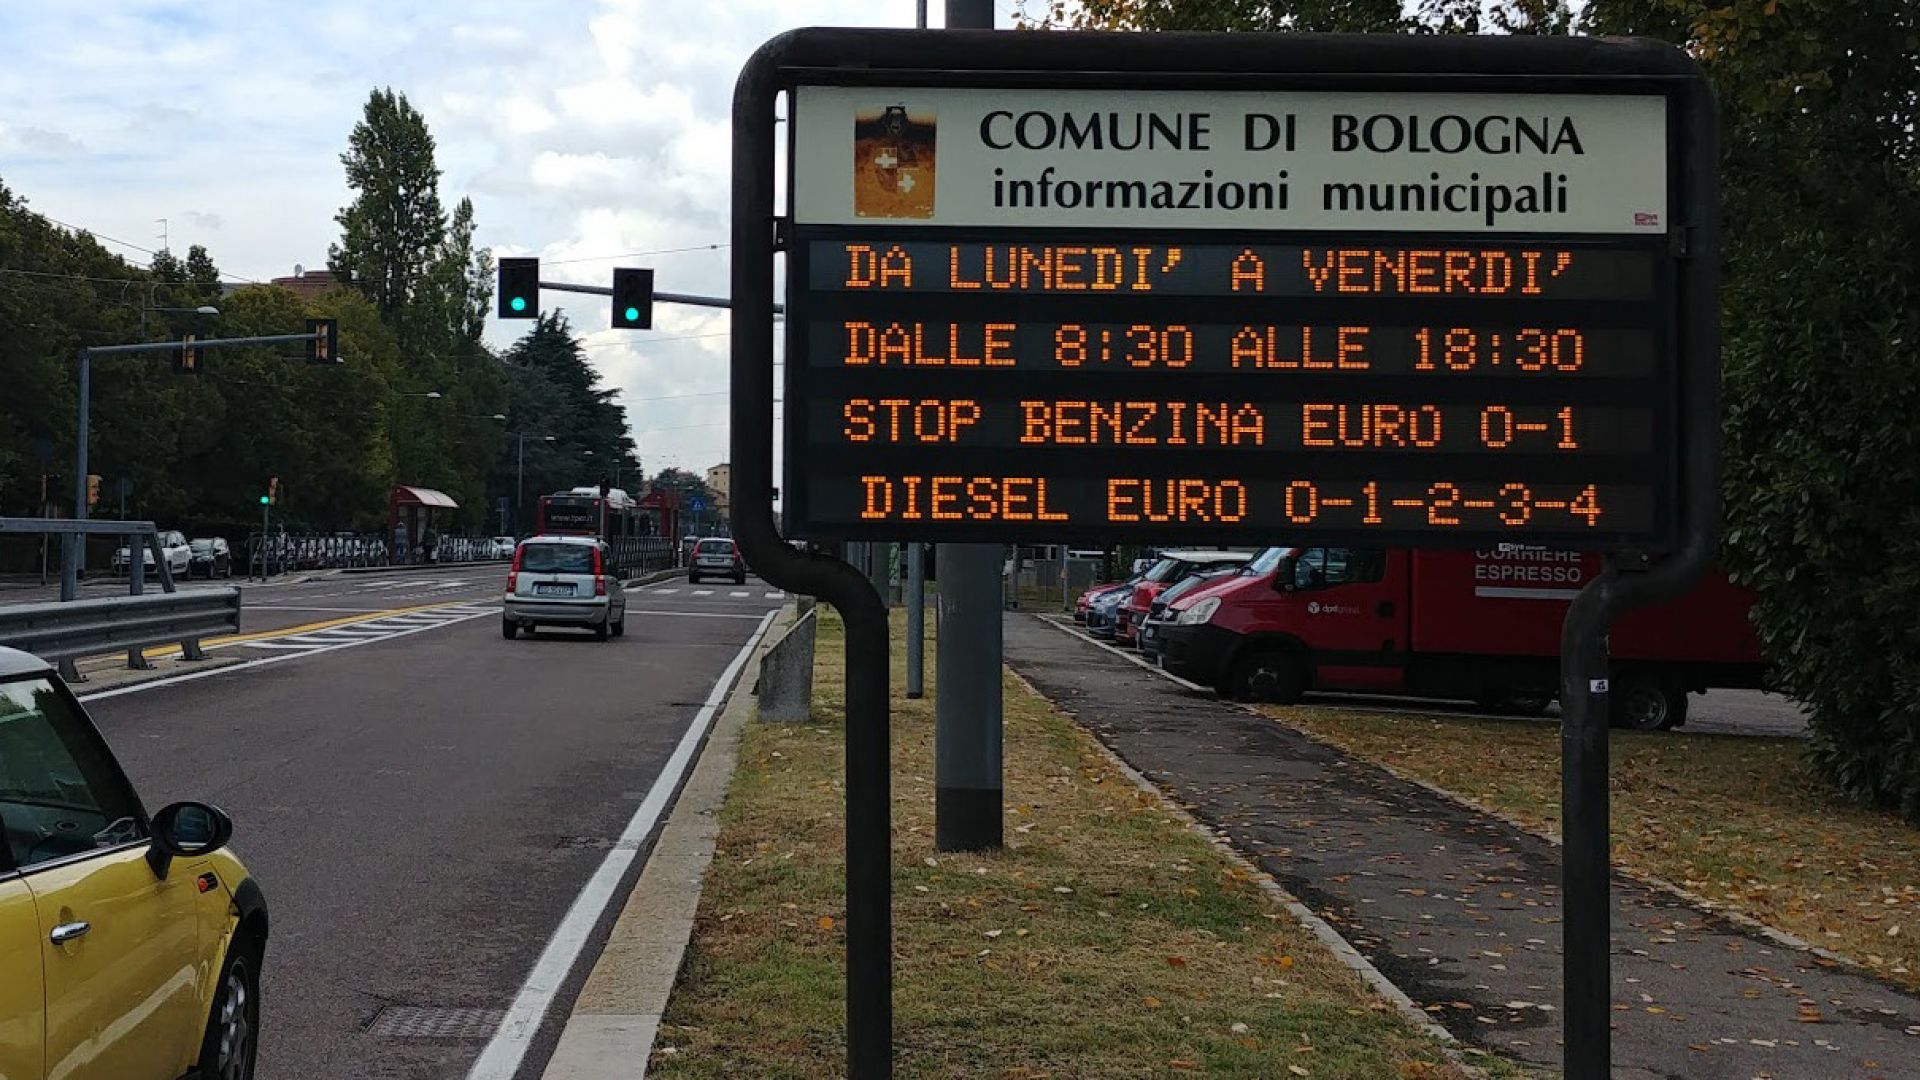 COMUNE DI BOLOGNA
informazioni municipali
DA LUNEDI' A VENERDI'
DALLE 8:30 ALLE 18:30
STOP BENZINA EURO 0-1
DIESEL EURO 0-1-2-3-4
CORRIERE
ESPRESSO